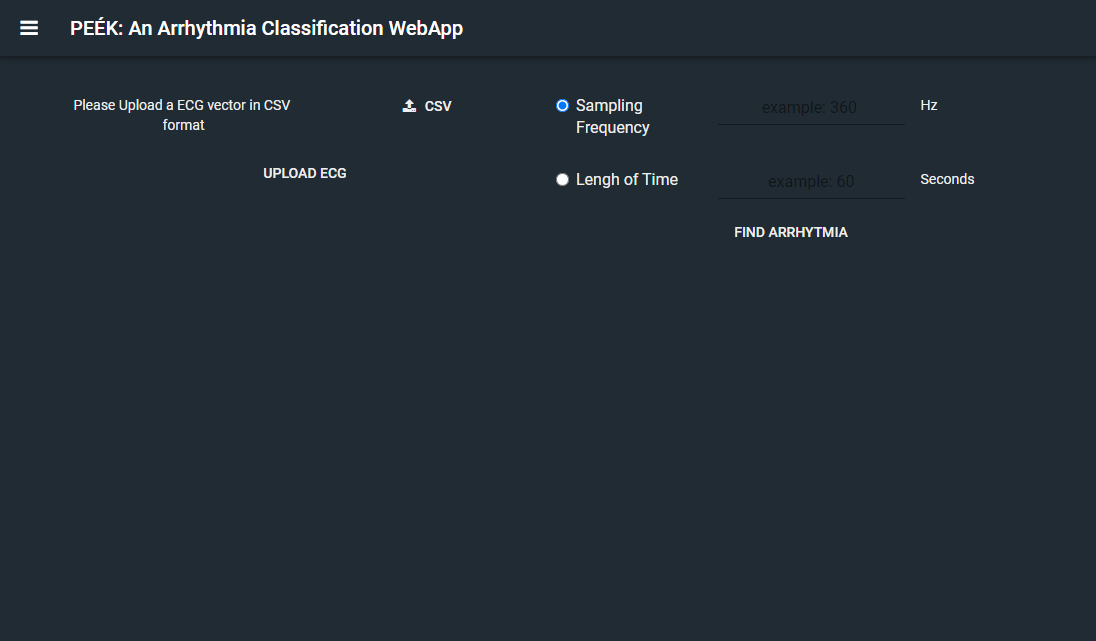 PEÉK: An Arrhythmia Classification WebApp
Please Upload a ECG vector in CSV
format
CSV
UPLOAD ECG
Sampling
Frequency
example: 360
Hz
Lengh of Time
example: 60
Seconds
FIND ARRHYTMIA